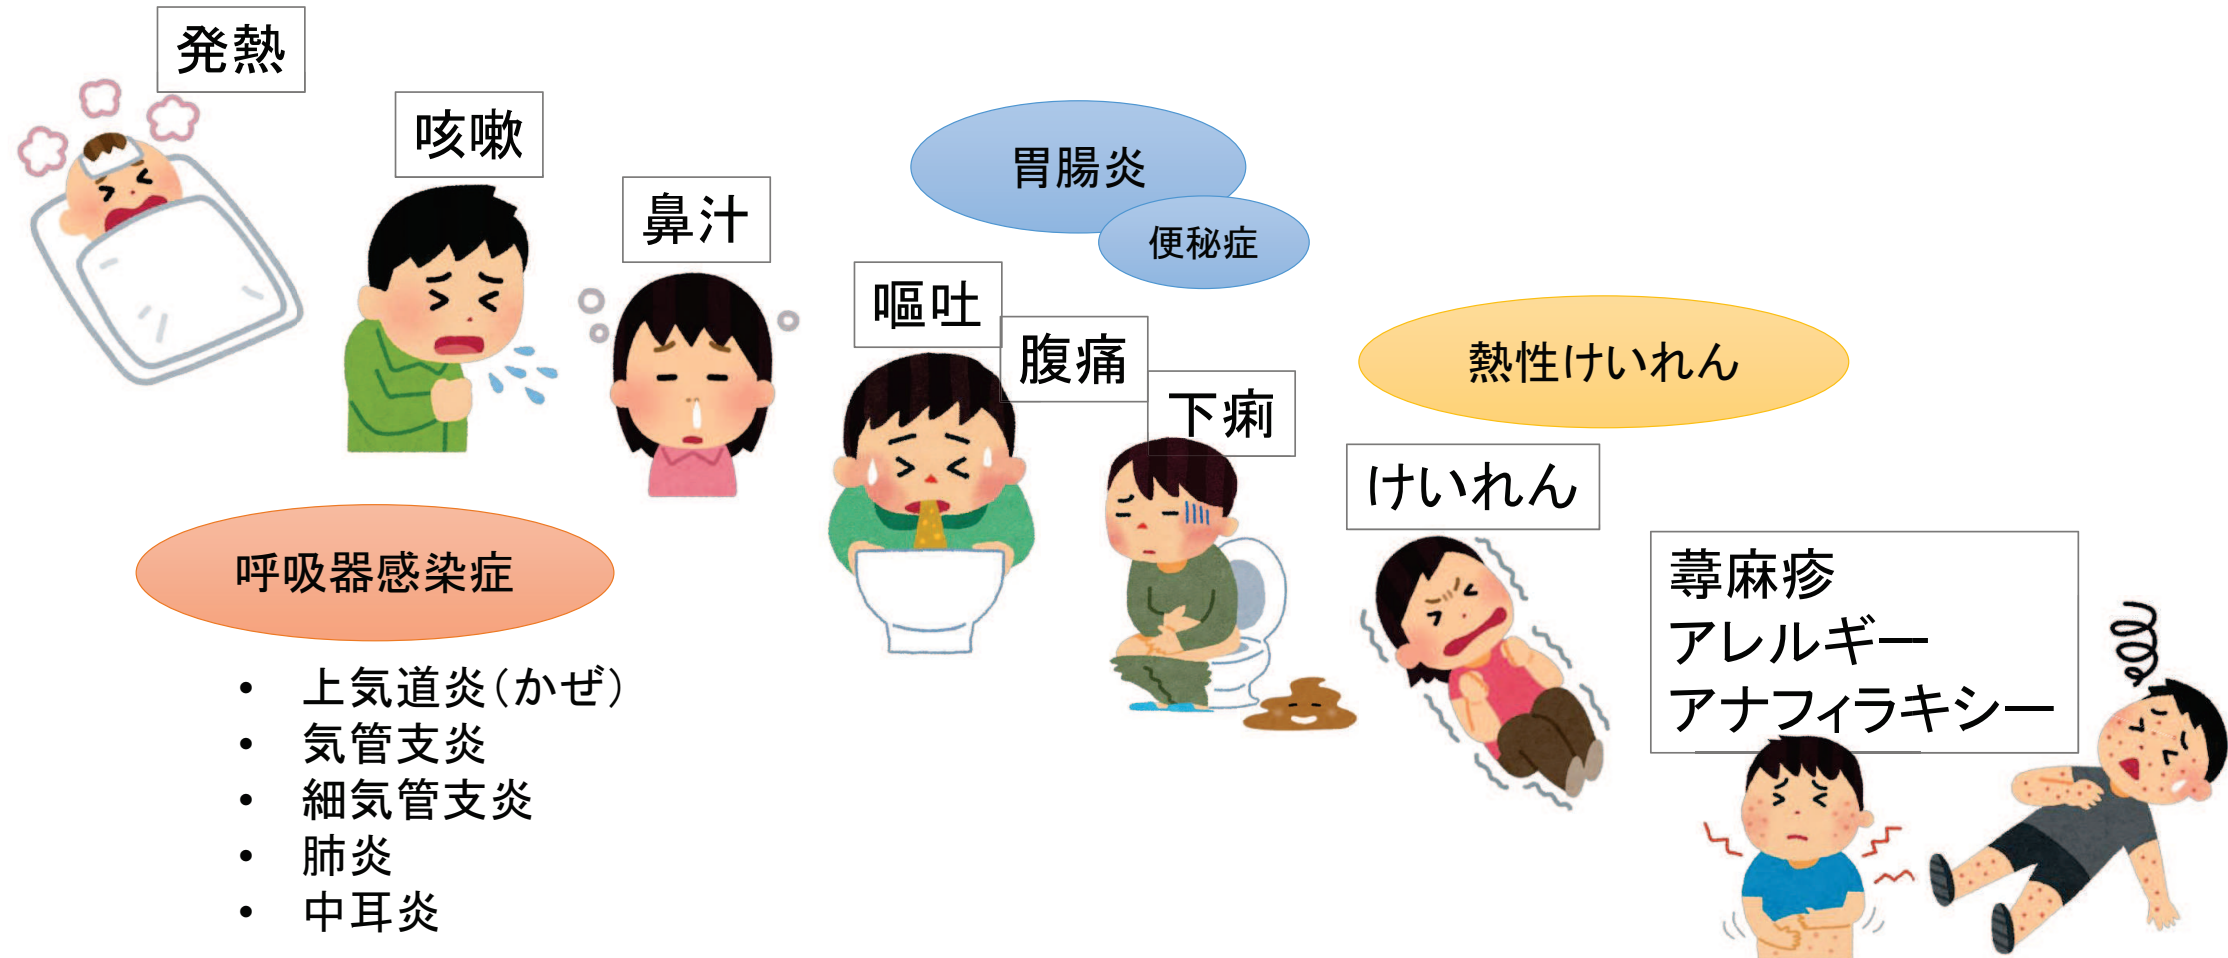 発熱
咳嗽
鼻汁
胃腸炎
便秘症
嘔吐
腹痛
下痢
熱性けいれん
けいれん
呼吸器感染症
• 上気道炎（かぜ）
• 気管支炎
• 細気管支炎
• 肺炎
• 中耳炎
蕁麻疹
アレルギー
アナフィラキシー